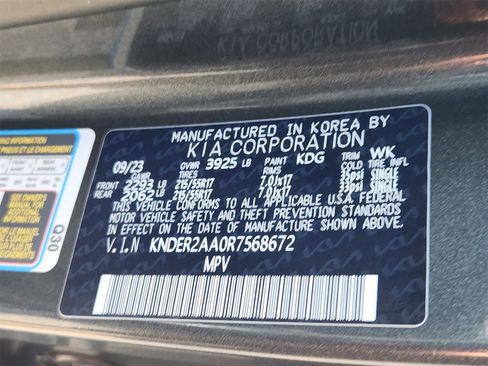 MANUFACTURED IN KOREA BY
KIA CORPORATION
09/23 GVWR 3925 LB PAINT KDG TRIM WK
GAWR RIMS COLD TIRE INFL
FRONT 2293 LB 215/55R17 7.0Jx17 35psi SINGLE
REAR 2082 LB 215/55R17 7.0Jx17 33psi SINGLE
THIS VEHICLE CONFORMS TO ALL APPLICABLE U.S.A. FEDERAL
MOTOR VEHICLE SAFETY AND THEFT PREVENTION STANDARDS
IN EFFECT ON THE DATE OF MANUFACTURE SHOWN ABOVE.
V.I.N KNDER2AA0R7568672
MPV
Q30